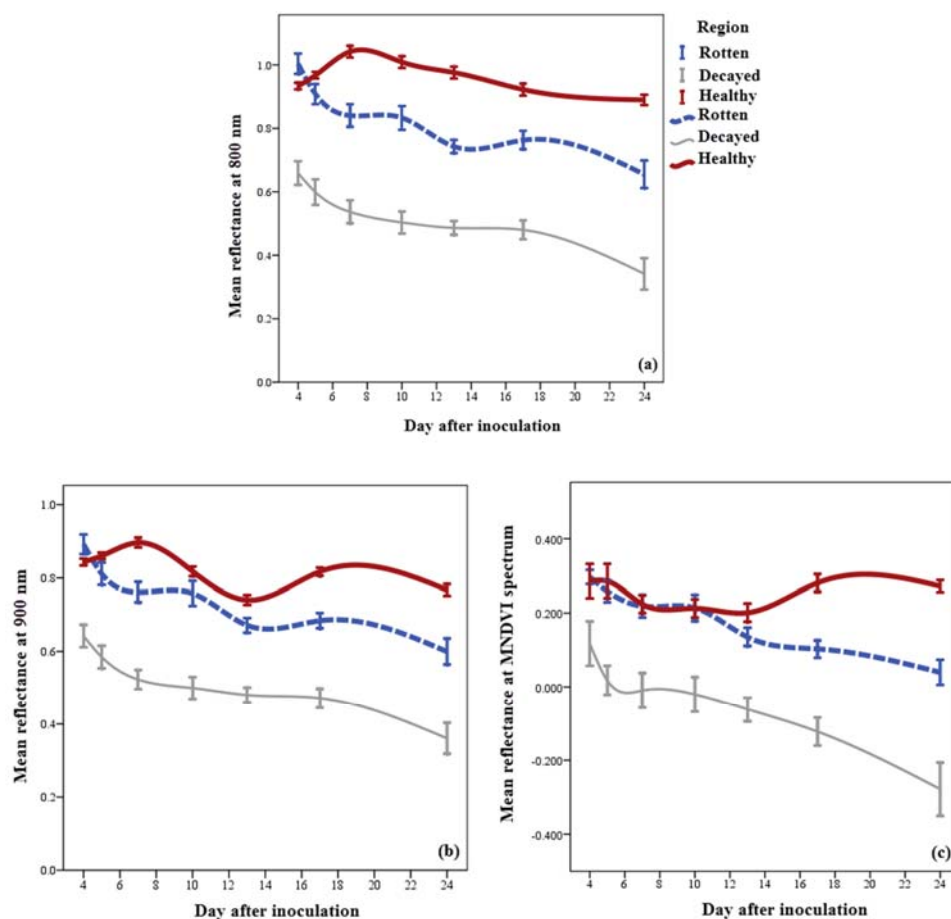 Region
Rotten
Decayed
Healthy
Rotten
Decayed
Healthy
Mean reflectance at 800 nm
1.0
0.8
0.6
0.4
0.2
0.0
(a)
4 6 8 10 12 14 16 18 20 22 24
Day after inoculation
Mean reflectance at 900 nm
1.0
0.8
0.6
0.4
0.2
0.0
(b)
4 6 8 10 12 14 16 18 20 22 24
Day after inoculation
Mean reflectance at MNDVI spectrum
0.400
0.200
0.000
-0.200
-0.400
(c)
4 6 8 10 12 14 16 18 20 22 24
Day after inoculation